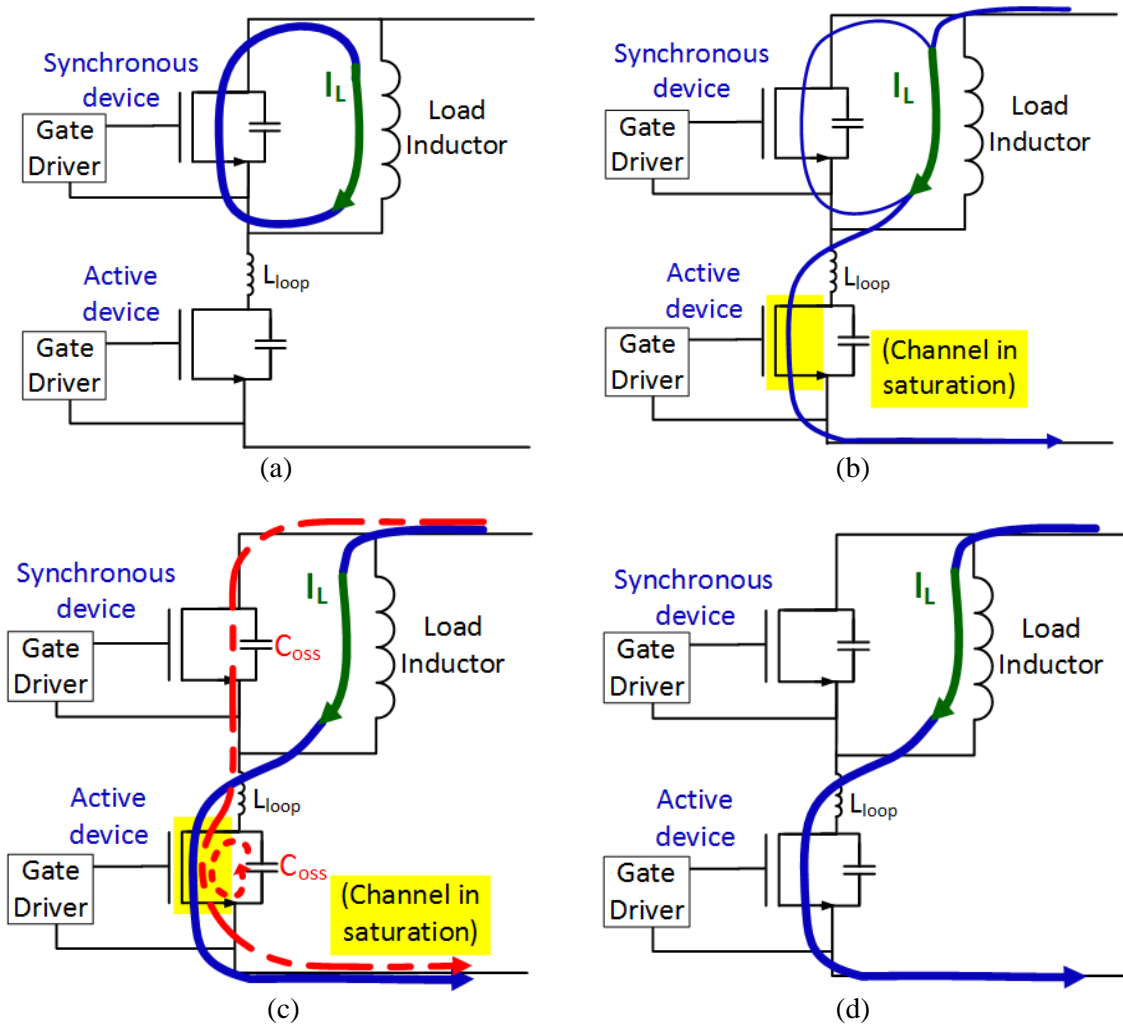 Synchronous
device
I_L
Load
Inductor
Gate
Driver
Active
device
L_loop
Gate
Driver
(a)
Synchronous
device
I_L
Load
Inductor
Gate
Driver
Active
device
L_loop
Gate
Driver
(Channel in
saturation)
(b)
Synchronous
device
I_L
Load
Inductor
Gate
Driver
C_oss
Active
device
L_loop
Gate
Driver
C_oss
(Channel in
saturation)
(c)
Synchronous
device
I_L
Load
Inductor
Gate
Driver
Active
device
L_loop
Gate
Driver
(d)